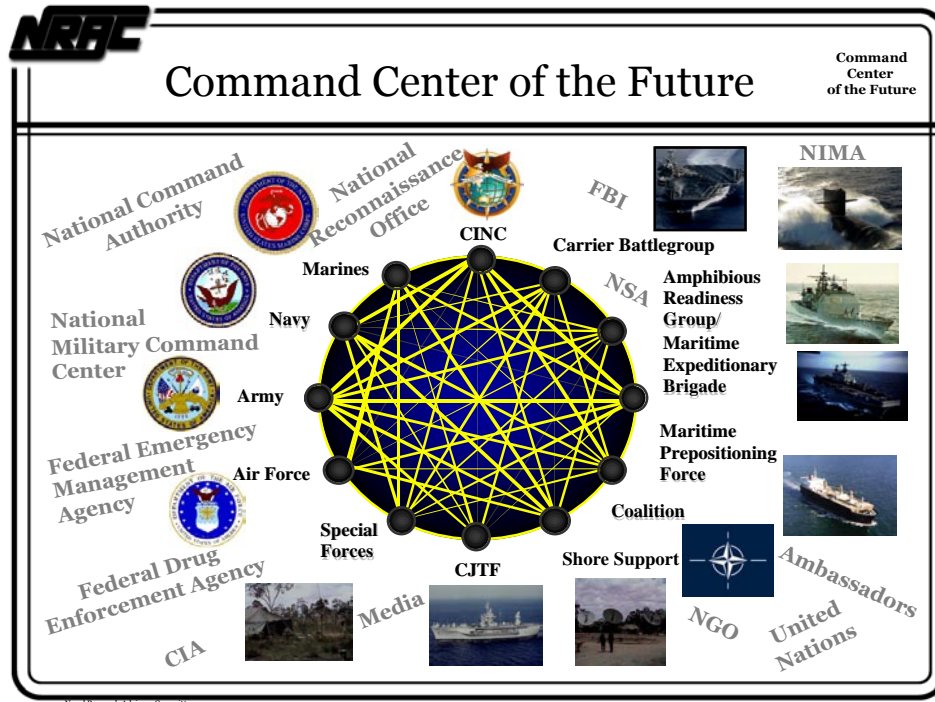 NRAC
Command Center of the Future
Command
Center
of the Future
National Command
Authority
National
Reconnaissance
Office
CINC
FBI
NIMA
Carrier Battlegroup
Marines
NSA
Amphibious
Readiness
Group/
Maritime
Expeditionary
Brigade
Navy
National
Military Command
Center
Army
Federal Emergency
Management
Agency
Air Force
Maritime
Prepositioning
Force
Coalition
Special
Forces
CJTF
Shore Support
Federal Drug
Enforcement Agency
CIA
Media
NGO
Ambassadors
United
Nations